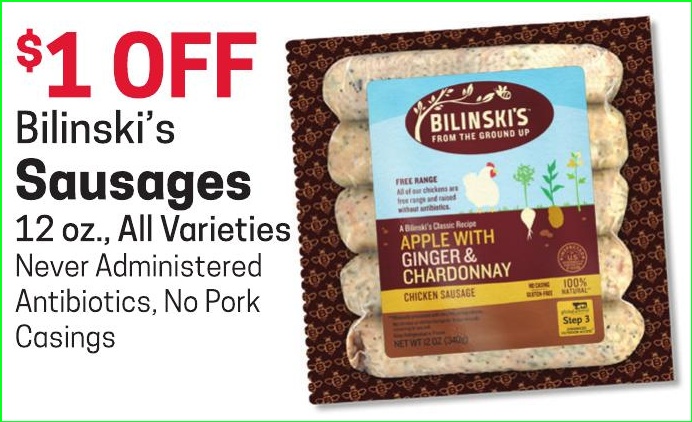 $1 OFF
Bilinski's
Sausages
12 oz., All Varieties
Never Administered
Antibiotics, No Pork
Casings
BILINSKI'S
FROM THE GROUND UP
FREE RANGE
All of our chickens are
free range and raised
without antibiotics.
A Bilinski's Classic Recipe
APPLE WITH
GINGER &
CHARDONNAY
CHICKEN SAUSAGE
NO CASING
GLUTEN-FREE
100%
NATURAL*
Step 3
NET WT 12 OZ (340g)